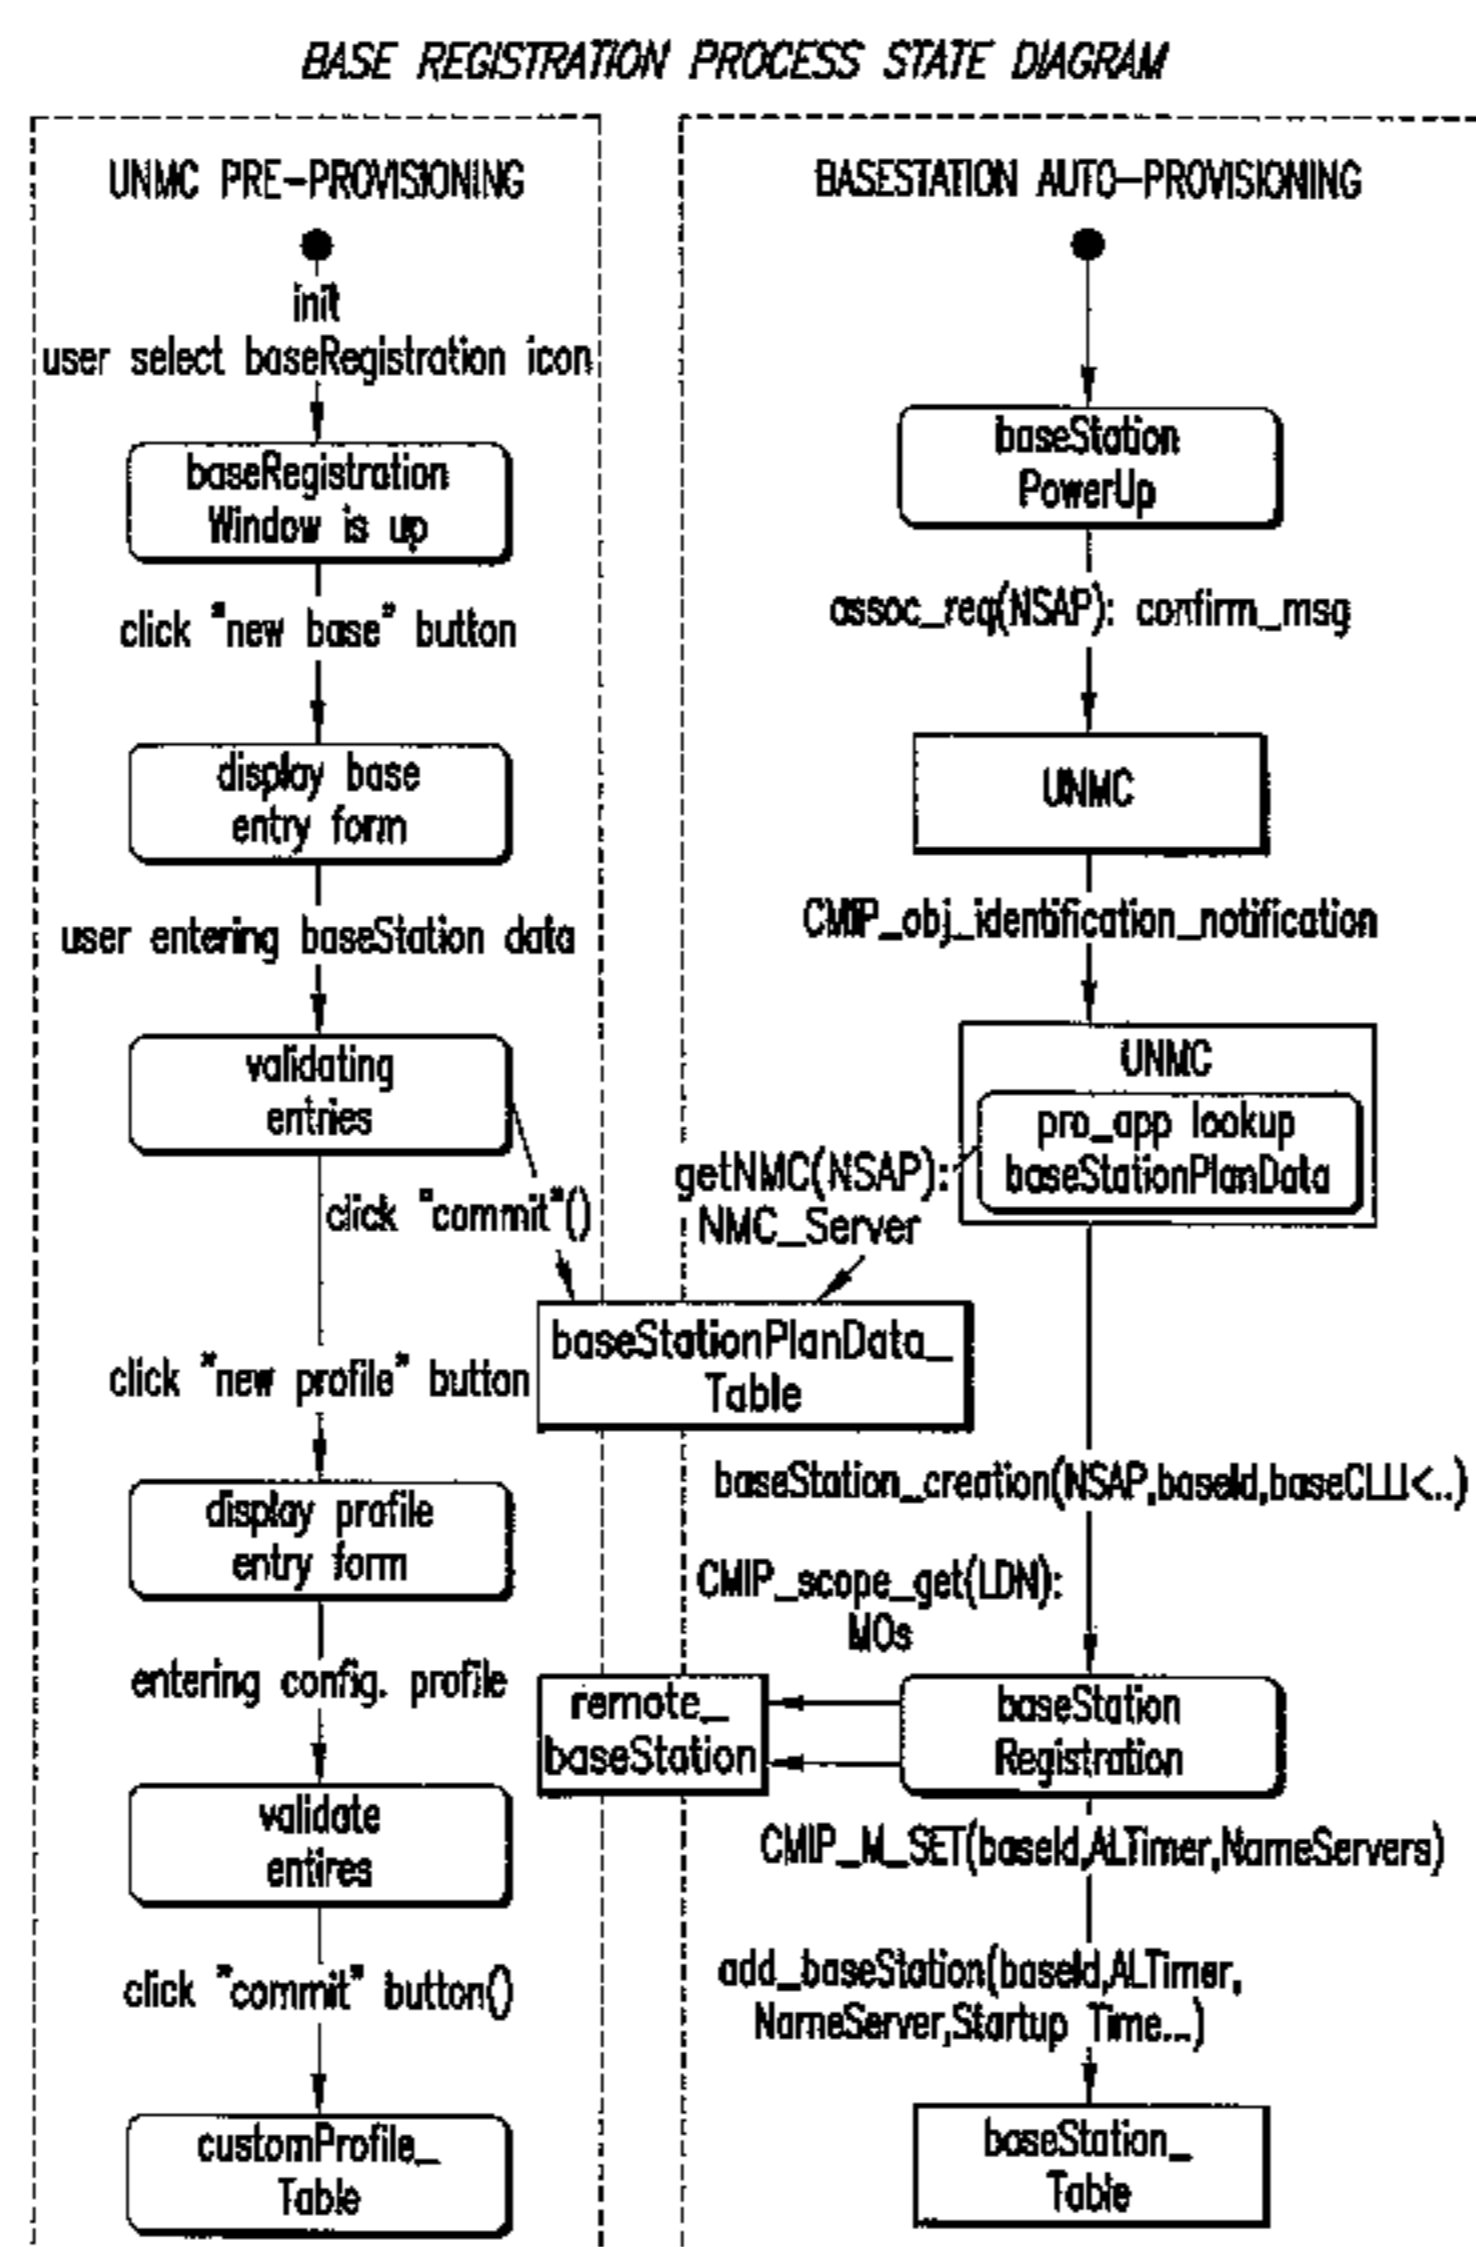 BASE REGISTRATION PROCESS STATE DIAGRAM
UNMC PRE-PROVISIONING
init
user select baseRegistration icon
baseRegistration
Window is up
click "new base" button
display base
entry form
user entering baseStation data
validating
entries
click "commit"()
click "new profile" button
display profile
entry form
entering config. profile
validate
entires
click "commit" button()
customProfile_
Table
BASESTATION AUTO-PROVISIONING
baseStation
PowerUp
assoc_req(NSAP): confirm_msg
UNMC
CMIP_obj_identification_notification
UNMC
pro_app lookup
baseStationPlanData
getNMC(NSAP):
NMC_Server
baseStationPlanData_
Table
baseStation_creation(NSAP,baseId,baseCLLI<..)
CMIP_scope_get(LDN):
MOs
remote_
baseStation
baseStation
Registration
CMIP_M_SET(baseId,ALTimer,NameServers)
add_baseStation(baseId,ALTimer,
NameServer,Startup Time...)
baseStation_
Table